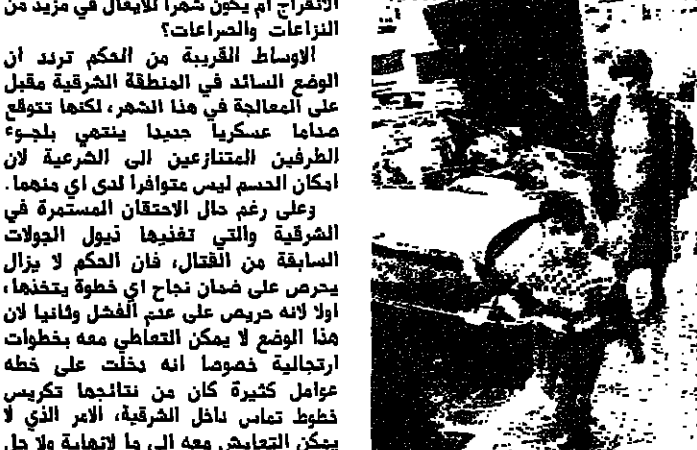 الانفراج ام يكون شهرا للايغال في مزيد من
النزاعات والصراعات؟
الاوساط القريبة من الحكم تردد ان
الوضع السائد في المنطقة الشرقية مقبل
على المعالجة في هذا الشهر، لكنها تتوقع
صداما عسكريا جديدا ينتهي بلجوء
الطرفين المتنازعين الى الشرعية لان
امكان الحسم ليس متوافرا لدى اي منهما.
وعلى رغم حال الاحتقان المستمرة في
الشرقية والتي تغذيها ذيول الجولات
السابقة من القتال، فان الحكم لا يزال
يحرص على ضمان نجاح اي خطوة يتخذها،
اولا لانه حريص على عدم الفشل وثانيا لان
هذا الوضع لا يمكن التعاطي معه بخطوات
ارتجالية خصوصا انه دخلت على خطه
عوامل كثيرة كان من نتائجها تكريس
خطوط تماس داخل الشرقية، الامر الذي لا
يمكن التعايش معه الى ما لانهاية ولا حل